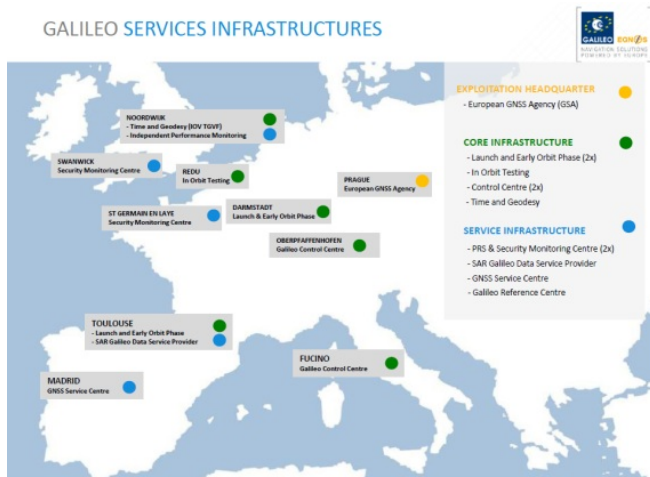 GALILEO SERVICES INFRASTRUCTURES
GALILEO EGNOS
NAVIGATION SOLUTIONS
POWERED BY EUROPE
NOORDWIJK
- Time and Geodesy (IOV TGVF)
- Independent Performance Monitoring
SWANWICK
Security Monitoring Centre
REDU
In Orbit Testing
PRAGUE
European GNSS Agency
ST GERMAIN EN LAYE
Security Monitoring Centre
DARMSTADT
Launch & Early Orbit Phase
OBERPFAFFENHOFEN
Galileo Control Centre
TOULOUSE
- Launch and Early Orbit Phase
- SAR Galileo Data Service Provider
FUCINO
Galileo Control Centre
MADRID
GNSS Service Centre
EXPLOITATION HEADQUARTER
- European GNSS Agency (GSA)
CORE INFRASTRUCTURE
- Launch and Early Orbit Phase (2x)
- In Orbit Testing
- Control Centre (2x)
- Time and Geodesy
SERVICE INFRASTRUCTURE
- PRS & Security Monitoring Centre (2x)
- SAR Galileo Data Service Provider
- GNSS Service Centre
- Galileo Reference Centre